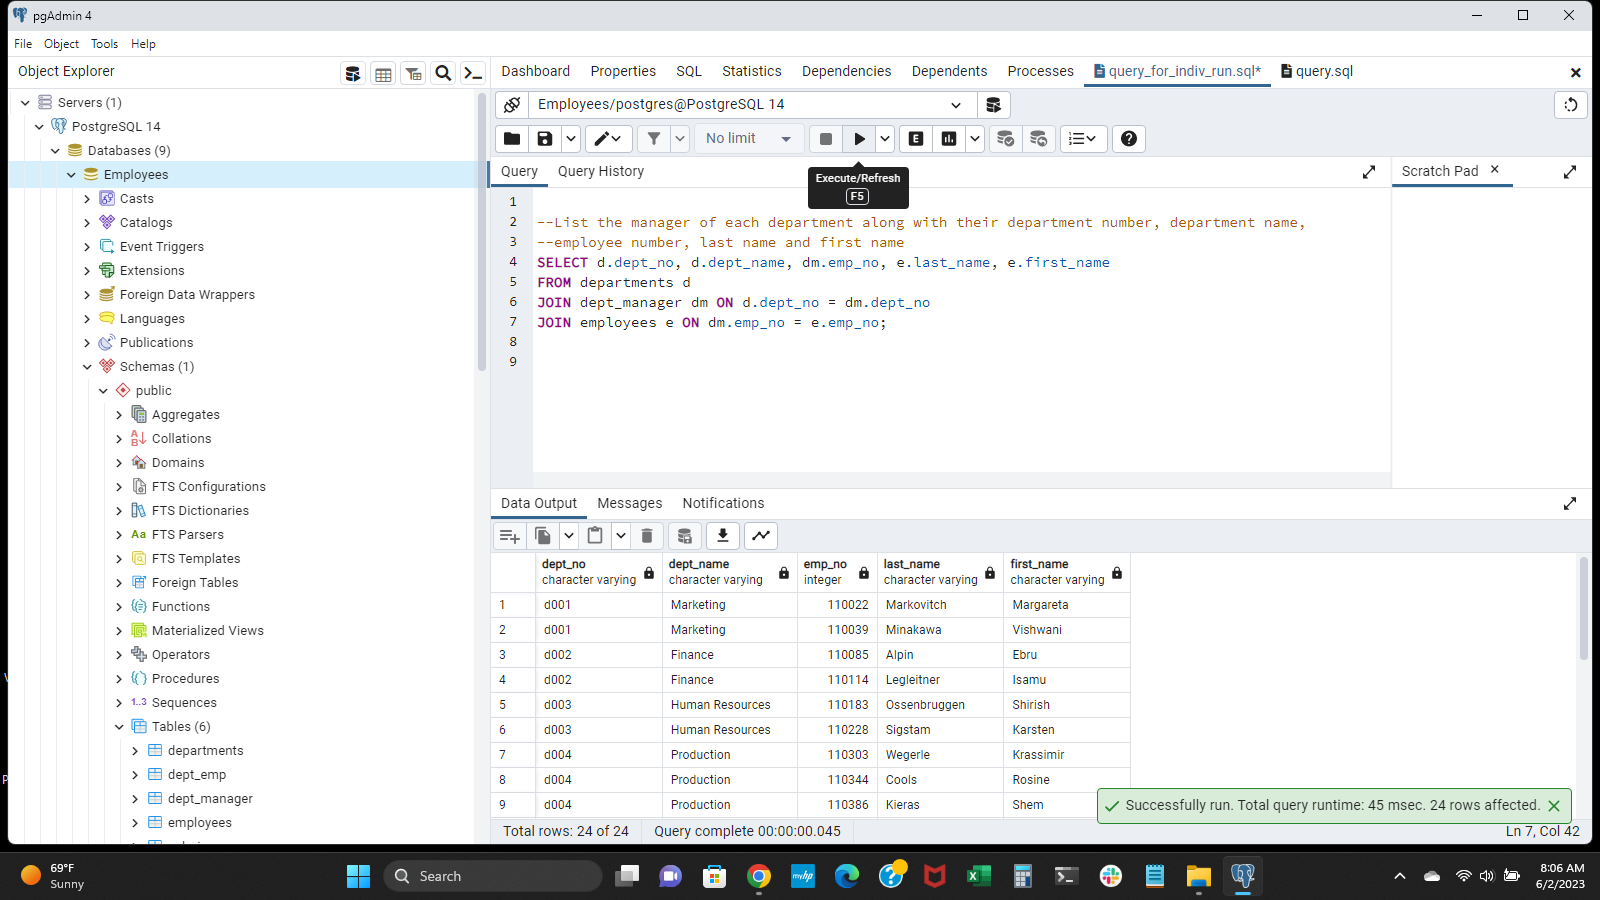 pgAdmin 4
File Object Tools Help
Object Explorer
Dashboard Properties SQL Statistics Dependencies Dependents Processes query_for_indiv_run.sql* query.sql
Servers (1)
PostgreSQL 14
Databases (9)
Employees
Casts
Catalogs
Event Triggers
Extensions
Foreign Data Wrappers
Languages
Publications
Schemas (1)
public
Aggregates
Collations
Domains
FTS Configurations
FTS Dictionaries
Aa FTS Parsers
FTS Templates
Foreign Tables
Functions
Materialized Views
Operators
Procedures
1..3 Sequences
Tables (6)
departments
dept_emp
dept_manager
employees
Employees/postgres@PostgreSQL 14
No limit
E
Execute/Refresh
F5
Query Query History
Scratch Pad
1
2 --List the manager of each department along with their department number, department name,
3 --employee number, last name and first name
4 SELECT d.dept_no, d.dept_name, dm.emp_no, e.last_name, e.first_name
5 FROM departments d
6 JOIN dept_manager dm ON d.dept_no = dm.dept_no
7 JOIN employees e ON dm.emp_no = e.emp_no;
8
9
Data Output Messages Notifications
dept_no dept_name emp_no last_name first_name
character varying character varying integer character varying character varying
1 d001 Marketing 110022 Markovitch Margareta
2 d001 Marketing 110039 Minakawa Vishwani
3 d002 Finance 110085 Alpin Ebru
4 d002 Finance 110114 Legleitner Isamu
5 d003 Human Resources 110183 Ossenbruggen Shirish
6 d003 Human Resources 110228 Sigstam Karsten
7 d004 Production 110303 Wegerle Krassimir
8 d004 Production 110344 Cools Rosine
9 d004 Production 110386 Kieras Shem
Successfully run. Total query runtime: 45 msec. 24 rows affected.
Total rows: 24 of 24 Query complete 00:00:00.045 Ln 7, Col 42
69°F
Sunny
Search
myhp
8:06 AM
6/2/2023